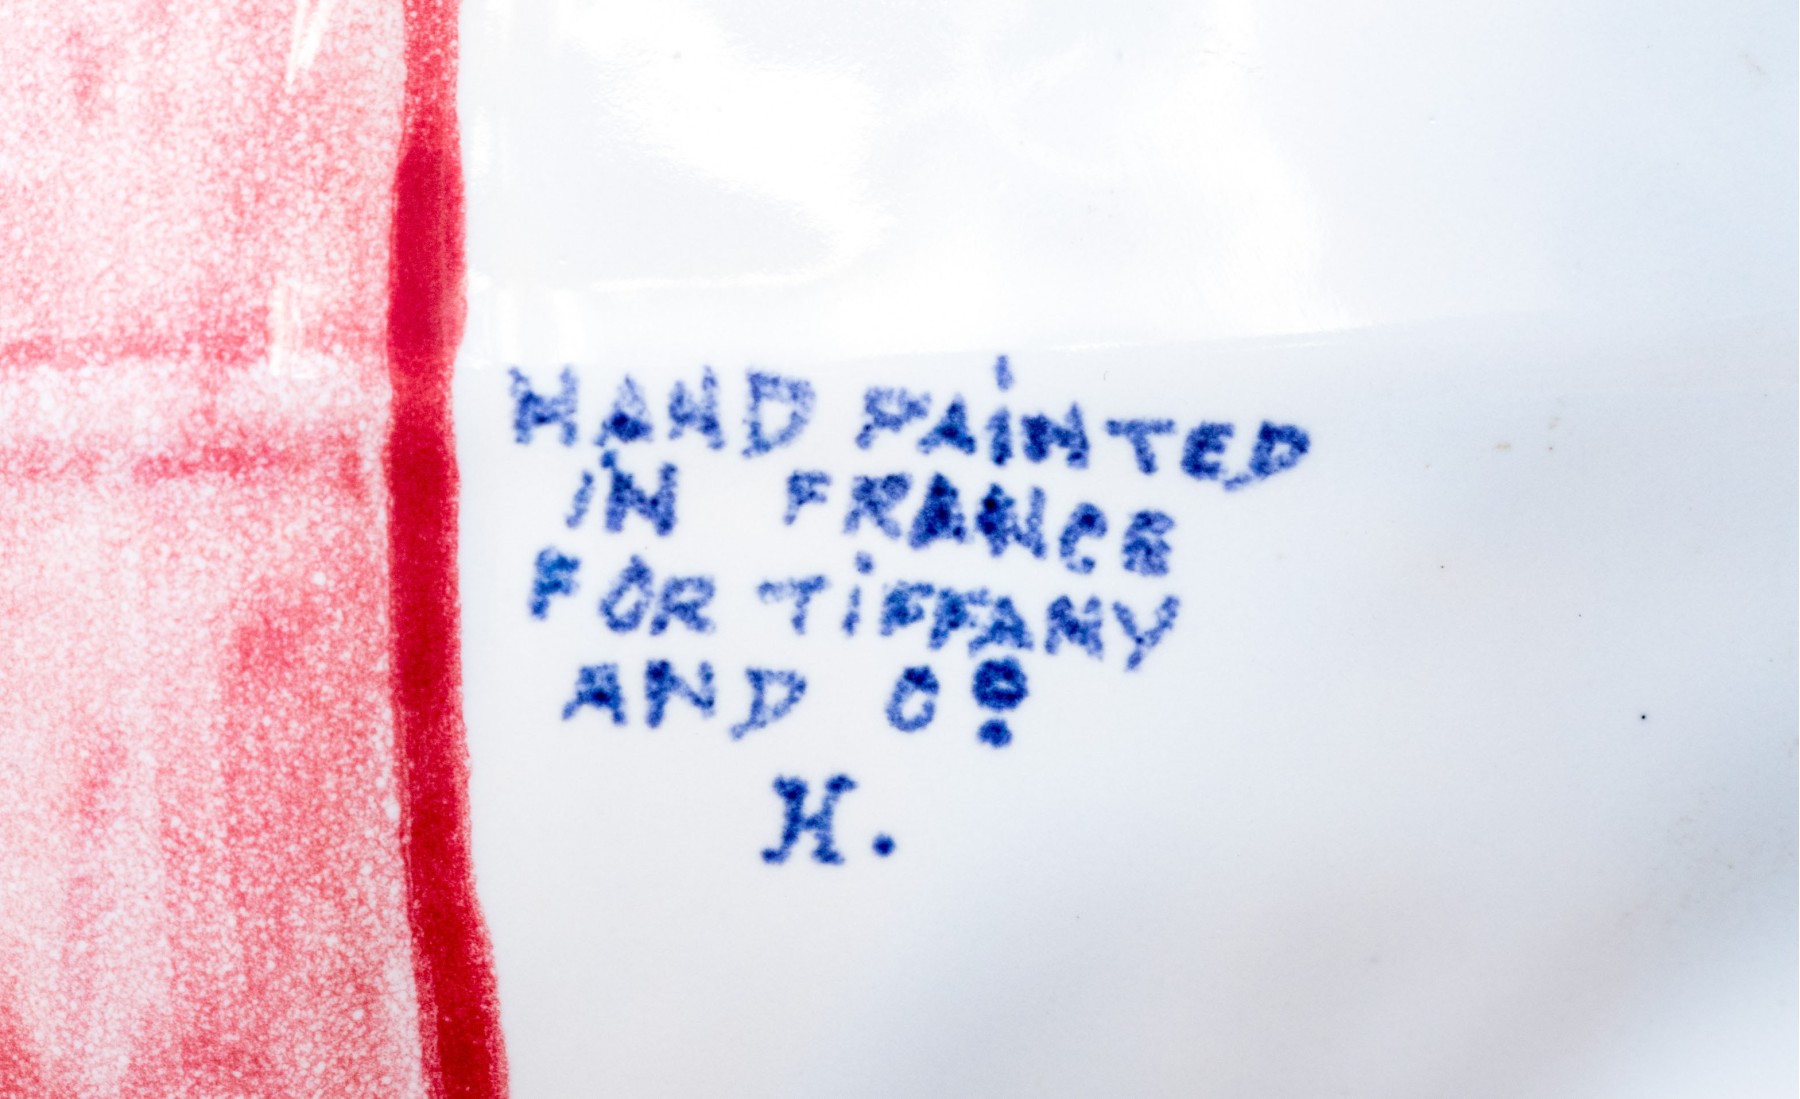 HAND PAiNTED
iN FRANCE
FOR TiFFANY
AND Cº
H.